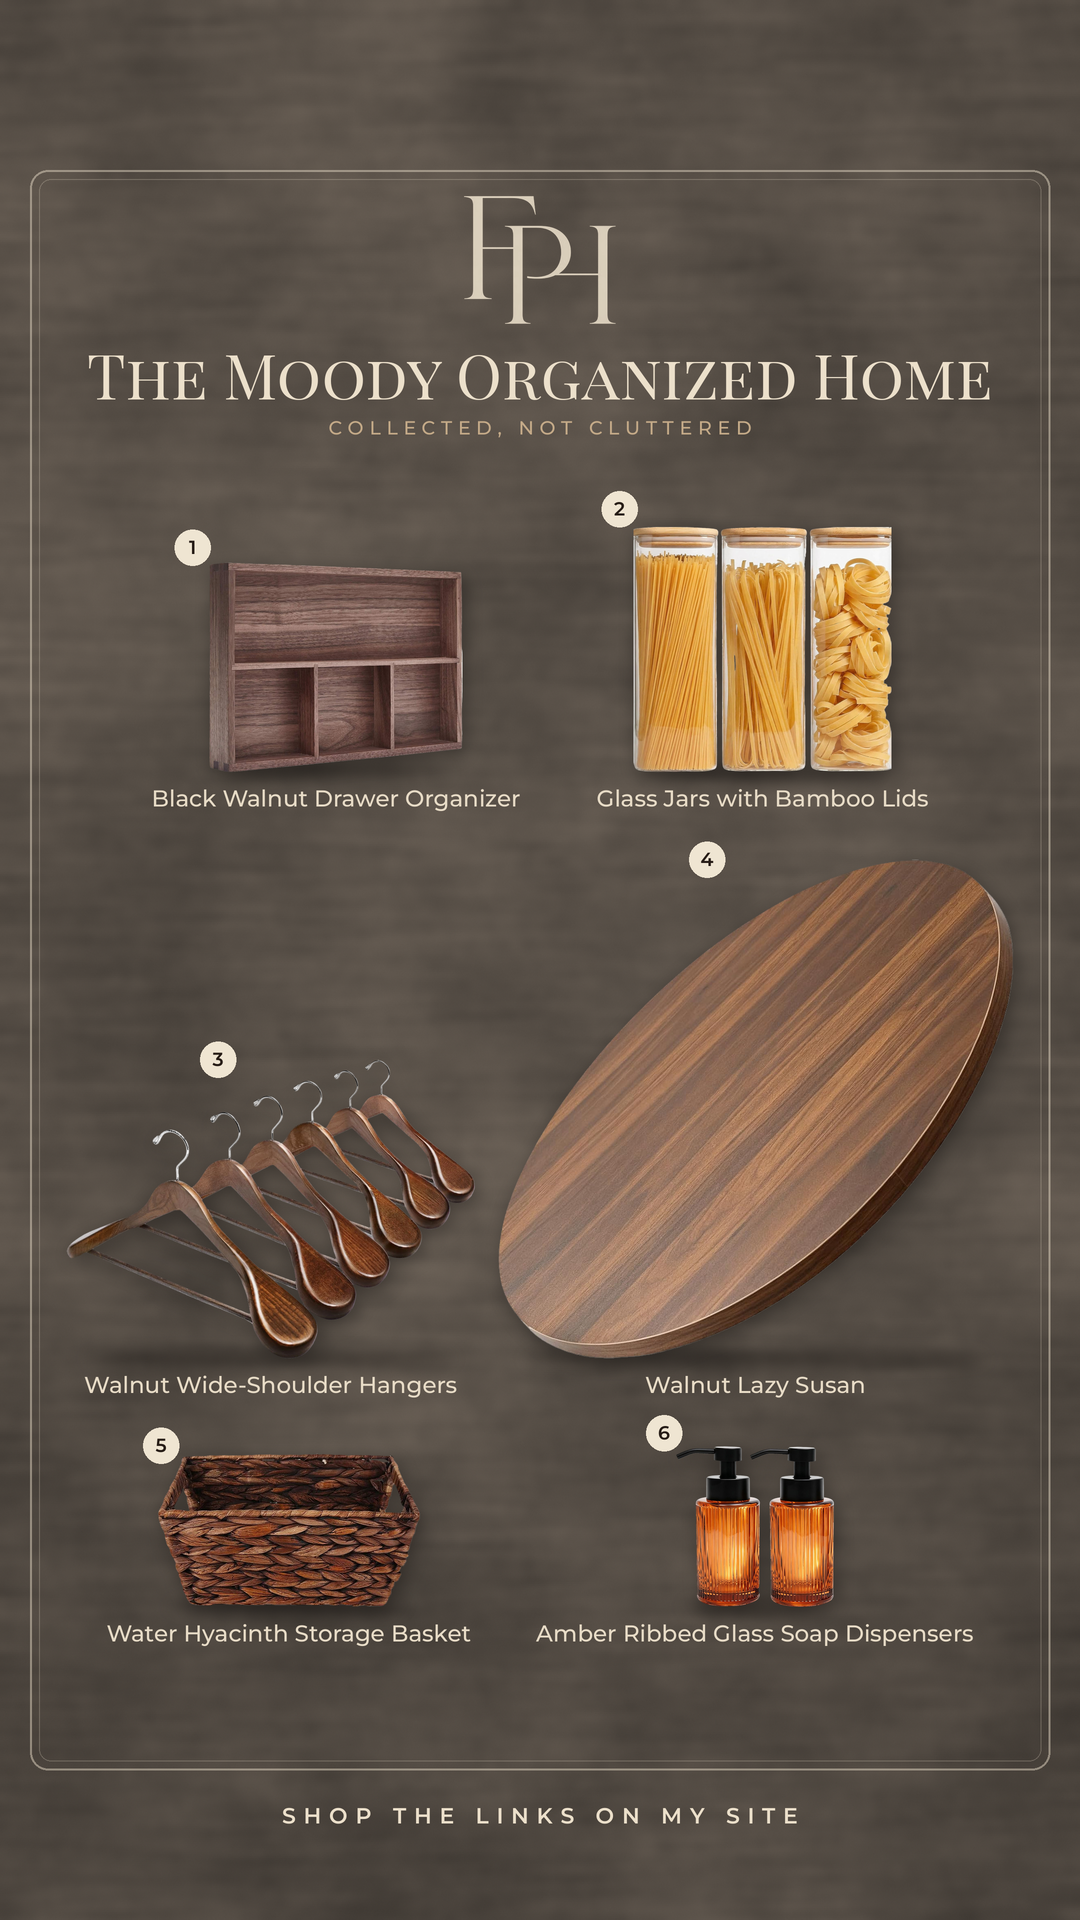 FPH
The Moody Organized Home
COLLECTED, NOT CLUTTERED
1
2
Black Walnut Drawer Organizer
Glass Jars with Bamboo Lids
3
4
Walnut Wide-Shoulder Hangers
Walnut Lazy Susan
5
6
Water Hyacinth Storage Basket
Amber Ribbed Glass Soap Dispensers
SHOP THE LINKS ON MY SITE